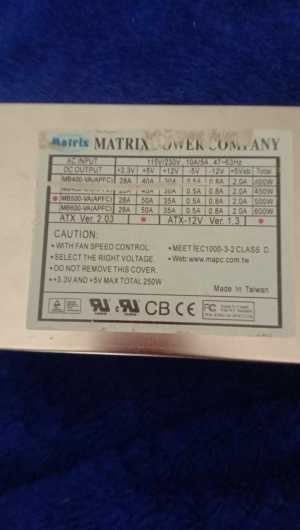 Matrix MATRIX POWER COMPANY
AC INPUT 115V/230V, 10A/5A, 47~63Hz
DC OUTPUT +3.3V +5V +12V -5V -12V +5Vsb Total
MB400-VA(APFC) 28A 40A 30A 0.5A 0.8A 2.0A 400W
30A 0.5A 0.8A 2.0A 450W
MB500-VA(APFC) 28A 50A 35A 0.5A 0.8A 2.0A 500W
MB600-VA(APFC) 28A 50A 35A 0.5A 0.8A 2.0A 600W
ATX Ver. 2.03 ATX-12V Ver. 1.3
CAUTION:
•WITH FAN SPEED CONTROL. •MEET IEC1000-3-2 CLASS D.
•SELECT THE RIGHT VOLTAGE. •Web:www.mapc.com.tw
•DO NOT REMOVE THIS COVER.
•+3.3V AND +5V MAX TOTAL 250W
Made In Taiwan
CB CE FC